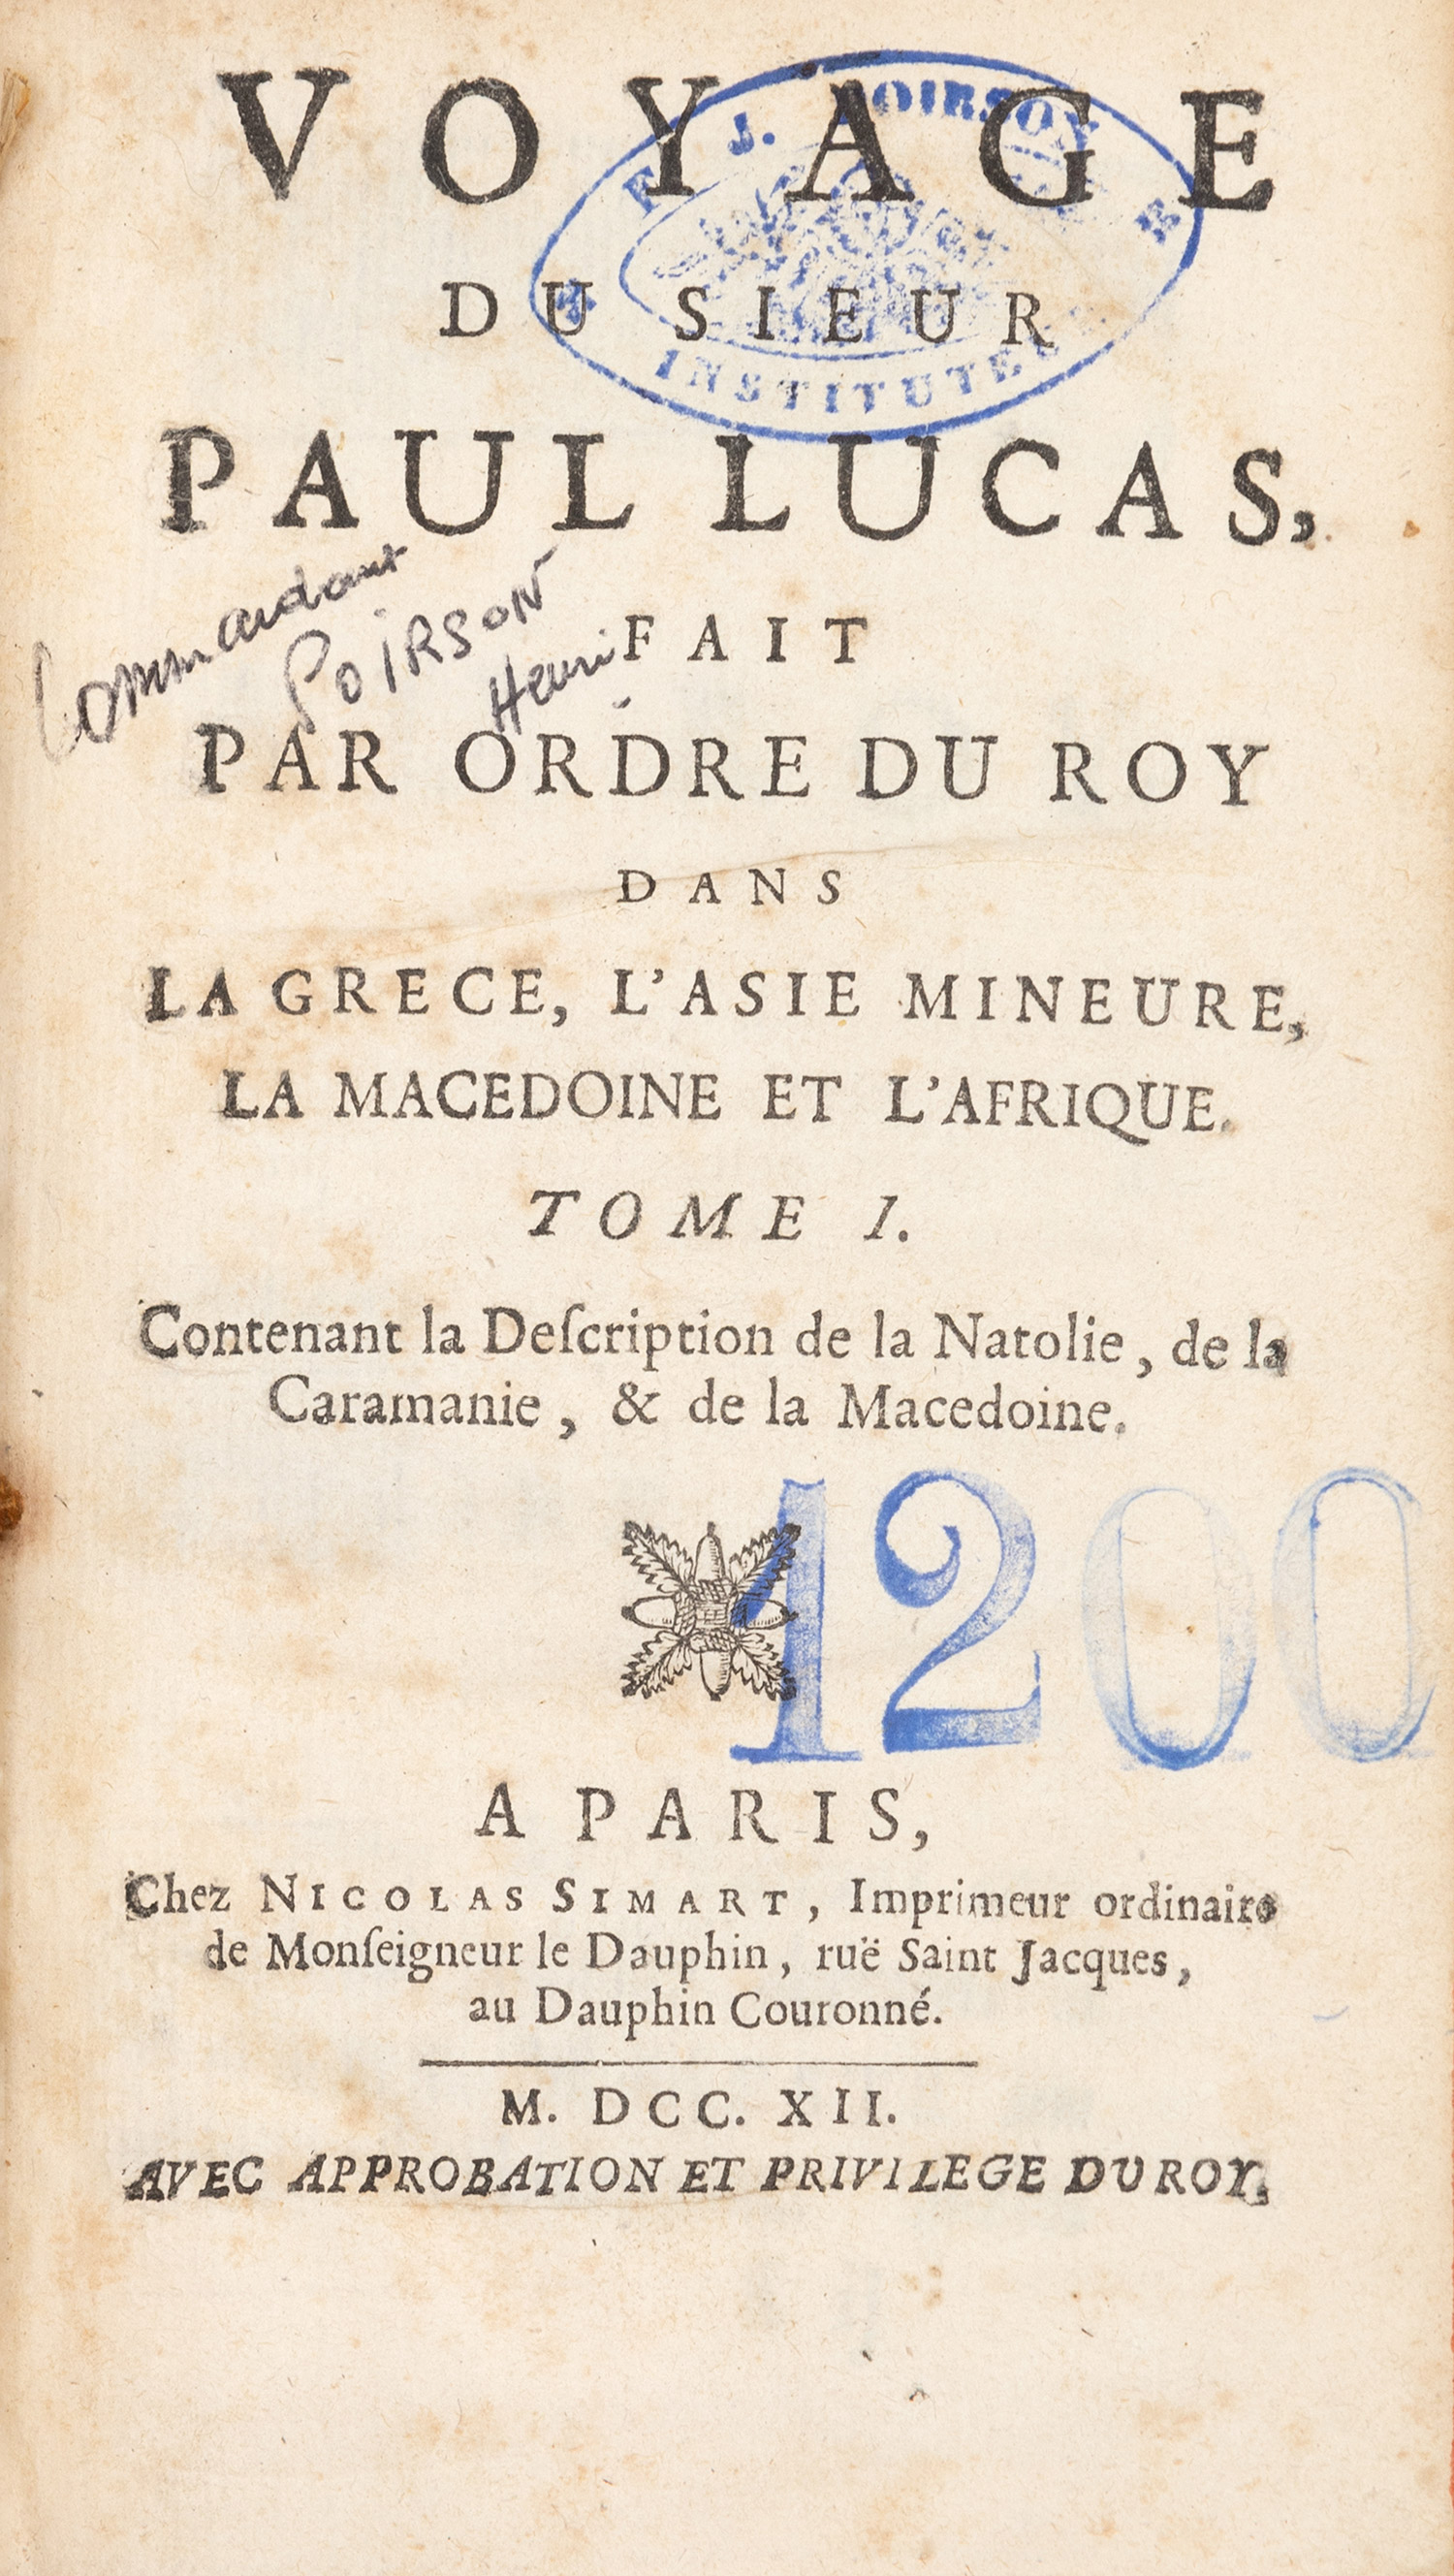 VOYAGE
F. J. POIRSON
DU SIEUR
INSTITUTEUR
PAUL LUCAS,
Commandant
POIRSON
Henri
FAIT
PAR ORDRE DU ROY
DANS
LA GRECE, L'ASIE MINEURE,
LA MACEDOINE ET L'AFRIQUE.
TOME I.
Contenant la Deſcription de la Natolie, de la
Caramanie, & de la Macedoine.
1200
A PARIS,
Chez NICOLAS SIMART, Imprimeur ordinaire
de Monſeigneur le Dauphin, ruë Saint Jacques,
au Dauphin Couronné.
M. DCC. XII.
AVEC APPROBATION ET PRIVILEGE DU ROY.